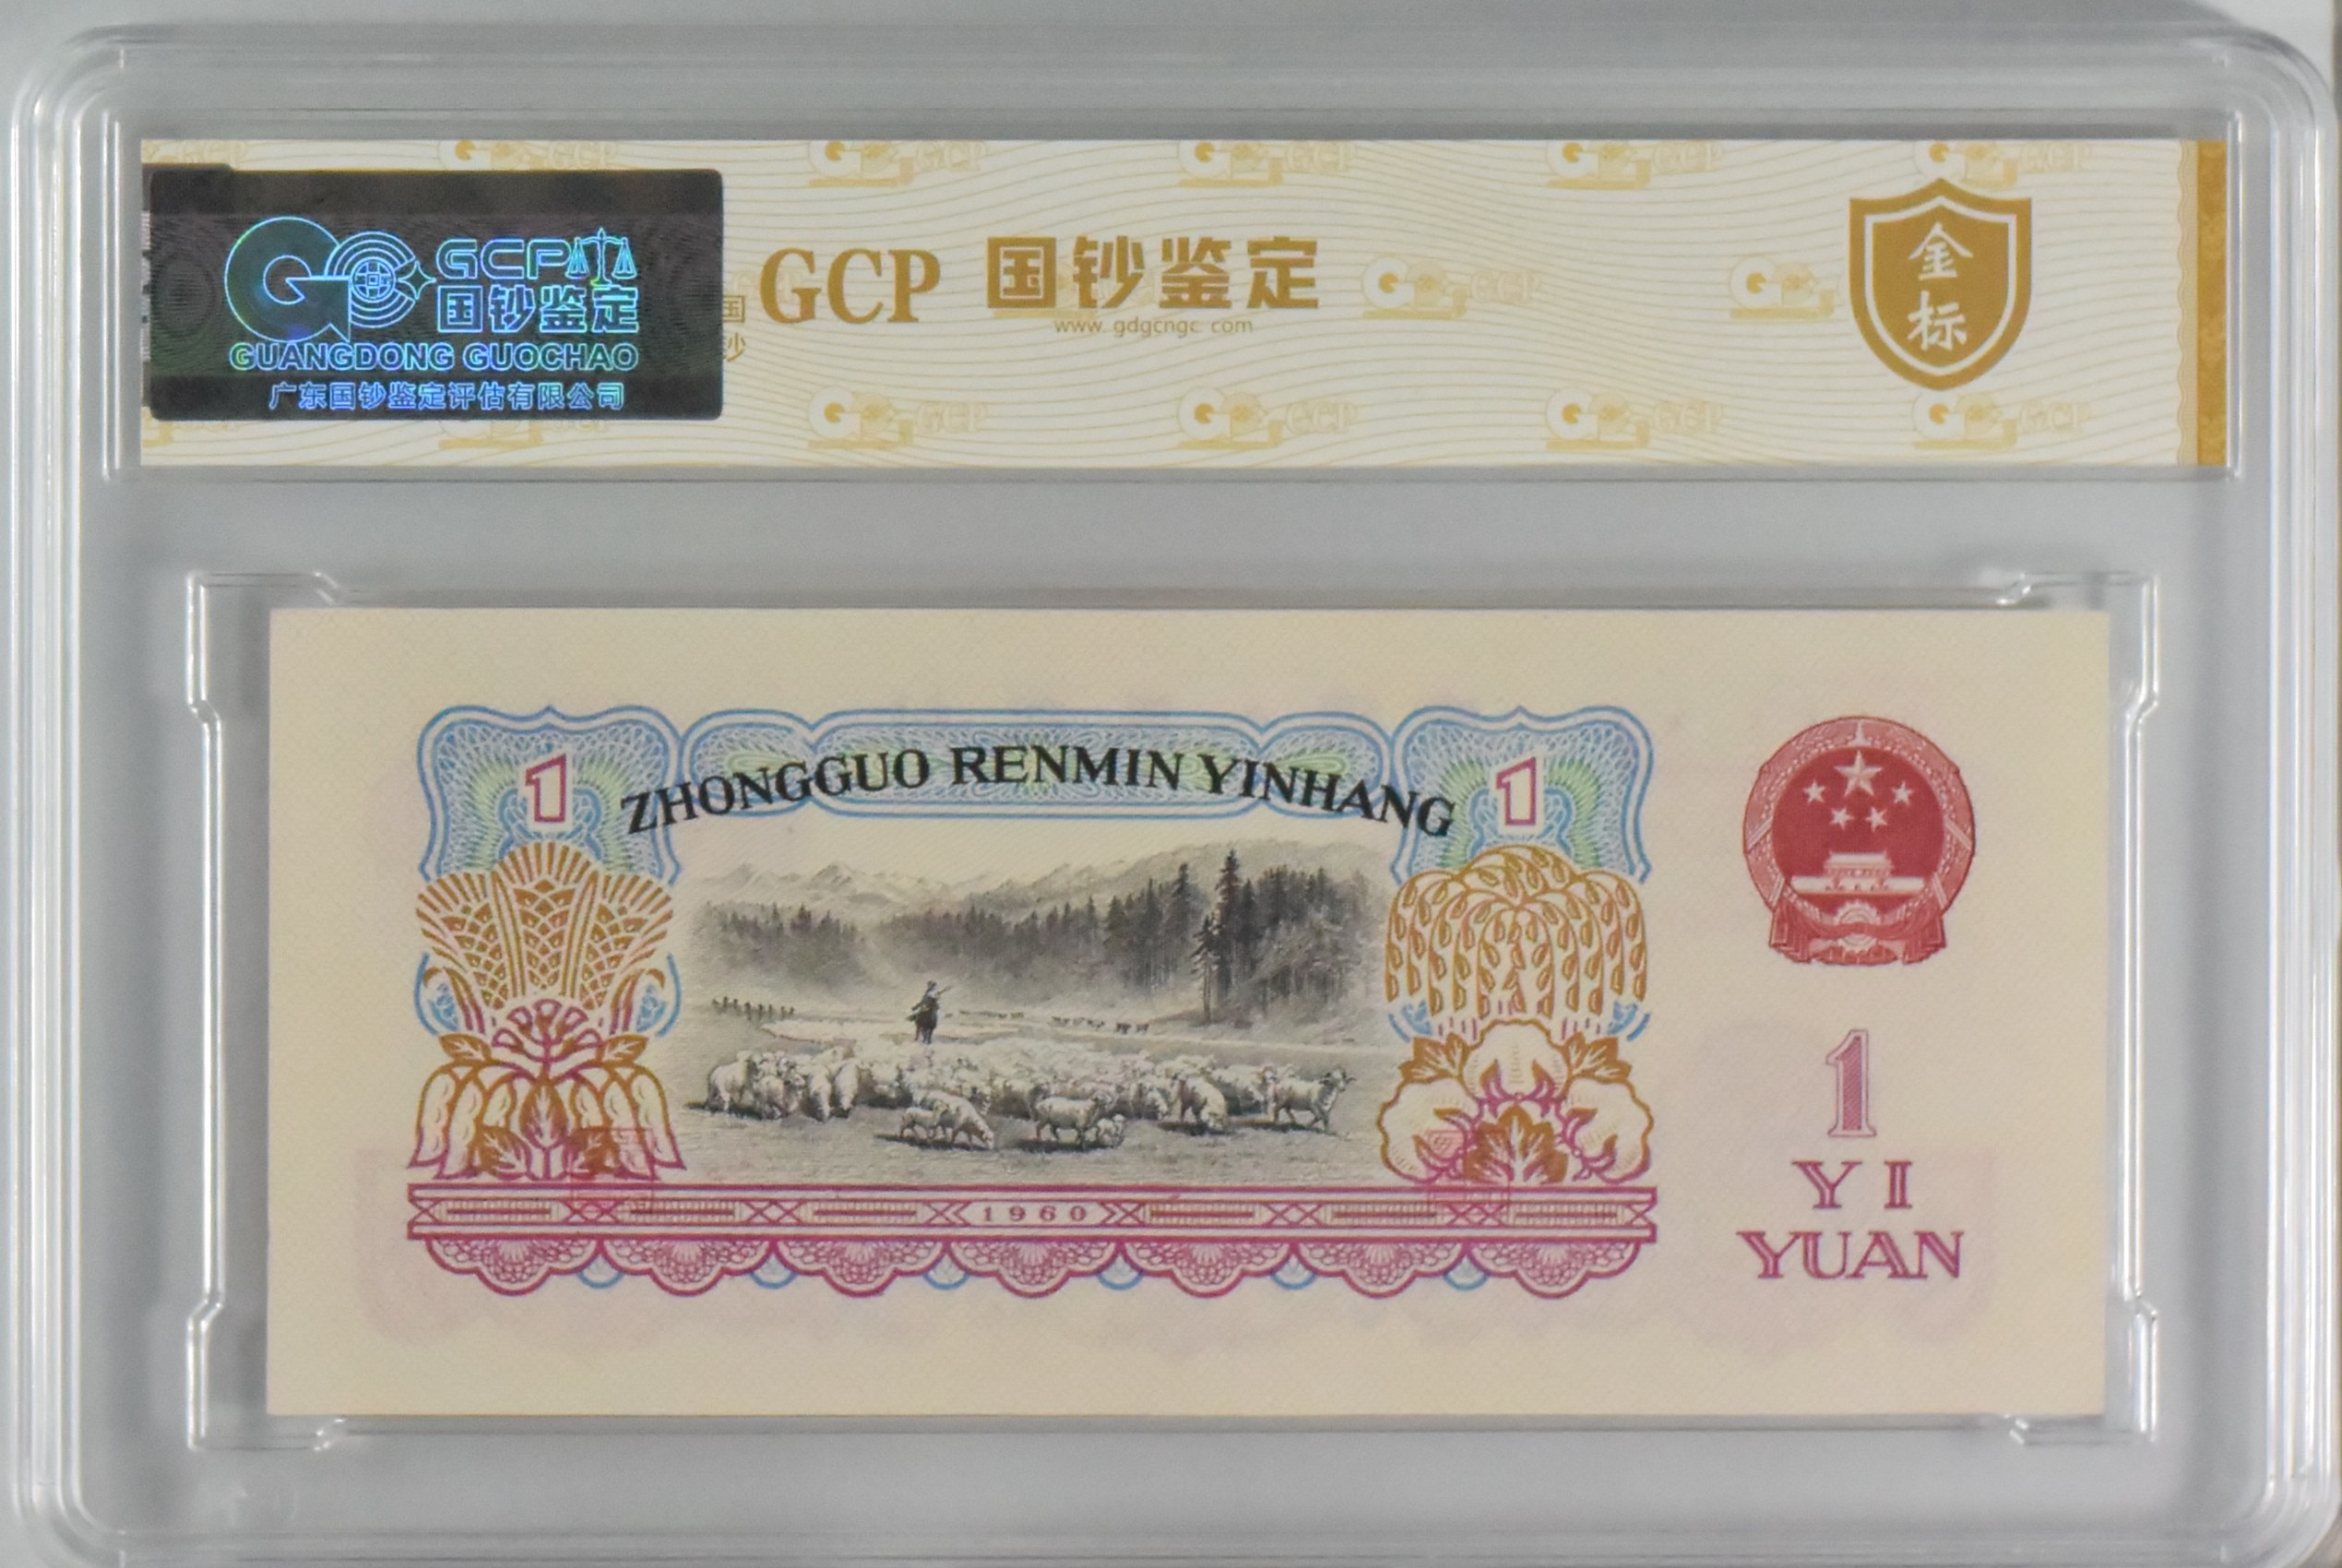 GCP
国钞鉴定
GUANGDONG GUOCHAO
广东国钞鉴定评估有限公司
国
钞
GCP 国钞鉴定
www.gdgcngc.com
金
标
1
ZHONGGUO RENMIN YINHANG
1
1
YI
YUAN
1960